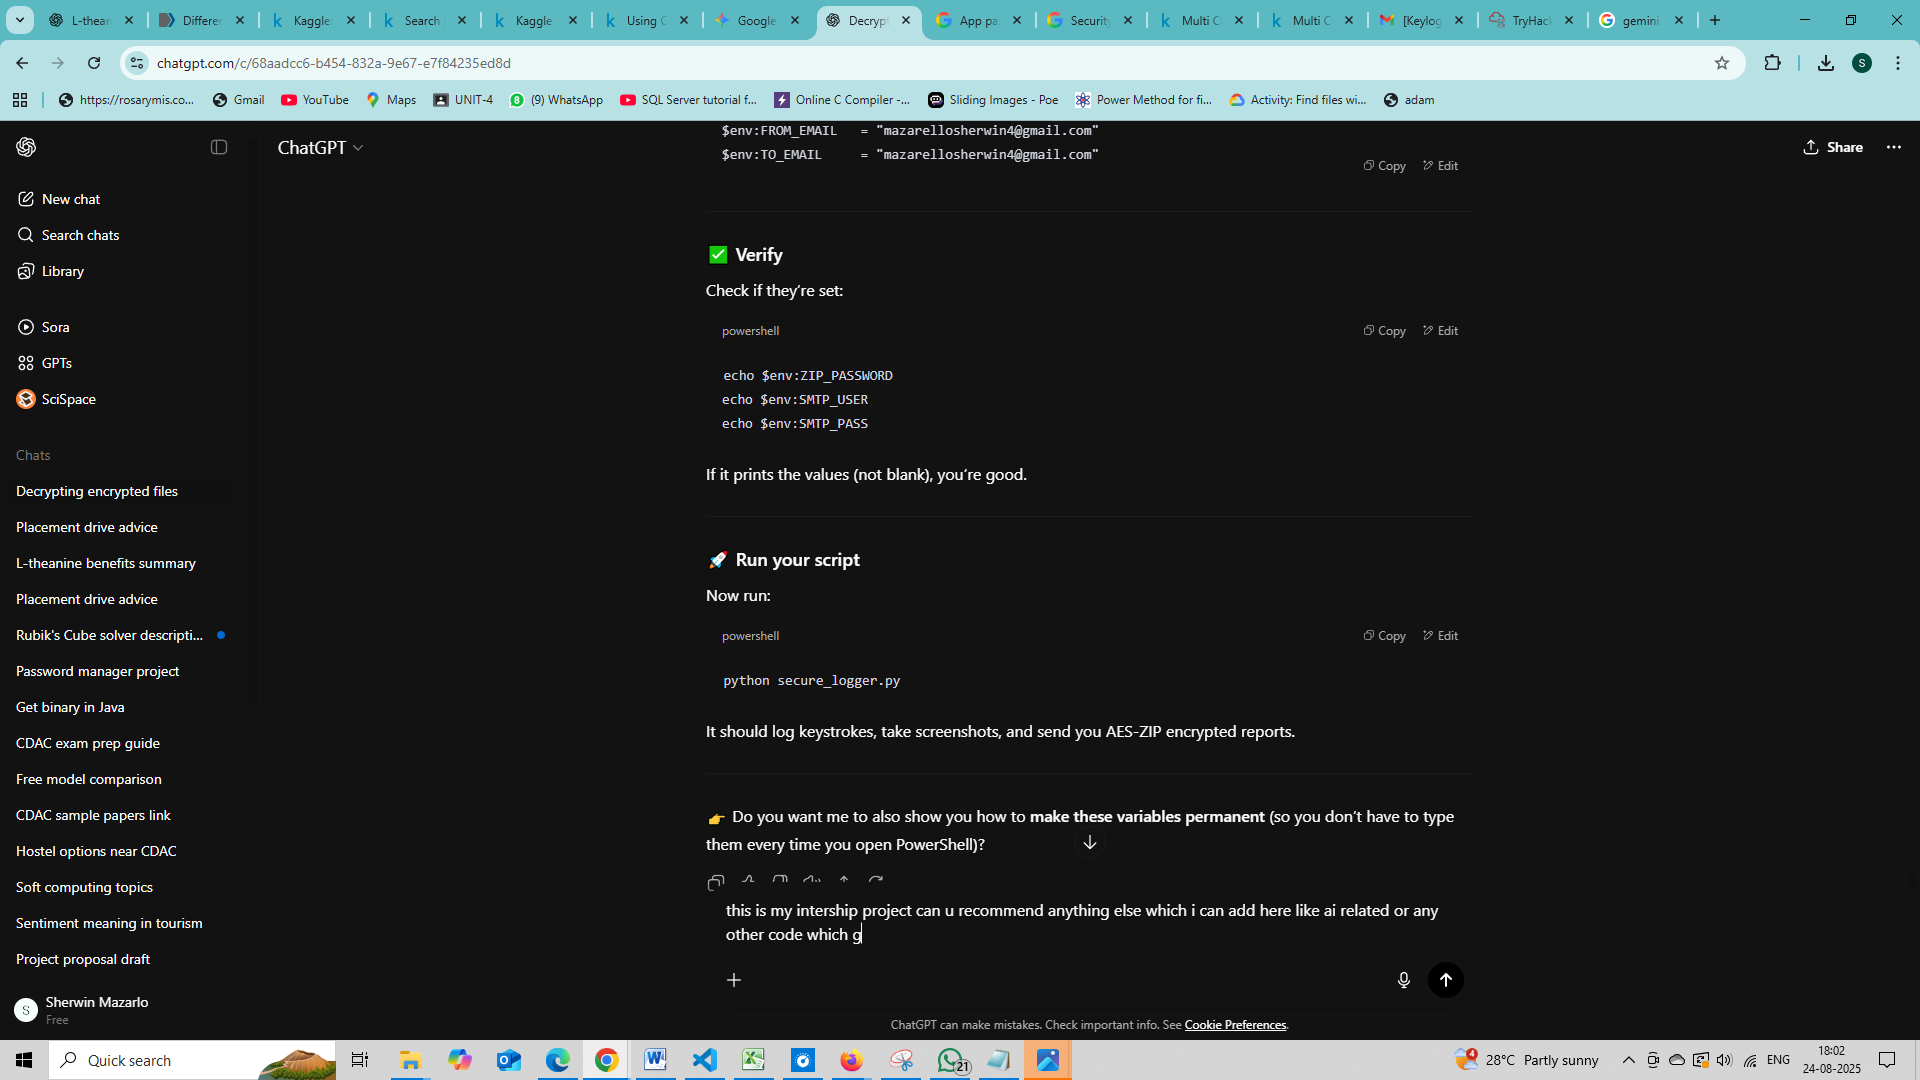 L-thean
Differen
Kaggle:
Search
Kaggle
Using C
Google
Decrypt
App pa
Security
Multi C
Multi C
[Keylog
TryHac
gemini
chatgpt.com/c/68aadcc6-b454-832a-9e67-e7f84235ed8d
S
https://rosarymis.co...
Gmail
YouTube
Maps
UNIT-4
(9) WhatsApp
SQL Server tutorial f...
Online C Compiler -...
Sliding Images - Poe
Power Method for fi...
Activity: Find files wi...
adam
ChatGPT
Share
New chat
Search chats
Library
Sora
GPTs
SciSpace
Chats
Decrypting encrypted files
Placement drive advice
L-theanine benefits summary
Placement drive advice
Rubik's Cube solver descripti...
Password manager project
Get binary in Java
CDAC exam prep guide
Free model comparison
CDAC sample papers link
Hostel options near CDAC
Soft computing topics
Sentiment meaning in tourism
Project proposal draft
S
Sherwin Mazarlo
Free
$env:FROM_EMAIL = "mazarellosherwin4@gmail.com"
$env:TO_EMAIL = "mazarellosherwin4@gmail.com"
Copy Edit
Verify
Check if they’re set:
powershell
Copy Edit
echo $env:ZIP_PASSWORD
echo $env:SMTP_USER
echo $env:SMTP_PASS
If it prints the values (not blank), you’re good.
Run your script
Now run:
powershell
Copy Edit
python secure_logger.py
It should log keystrokes, take screenshots, and send you AES-ZIP encrypted reports.
Do you want me to also show you how to make these variables permanent (so you don’t have to type
them every time you open PowerShell)?
this is my intership project can u recommend anything else which i can add here like ai related or any
other code which g
ChatGPT can make mistakes. Check important info. See Cookie Preferences.
Quick search
21
4
28°C Partly sunny
ENG
18:02
24-08-2025